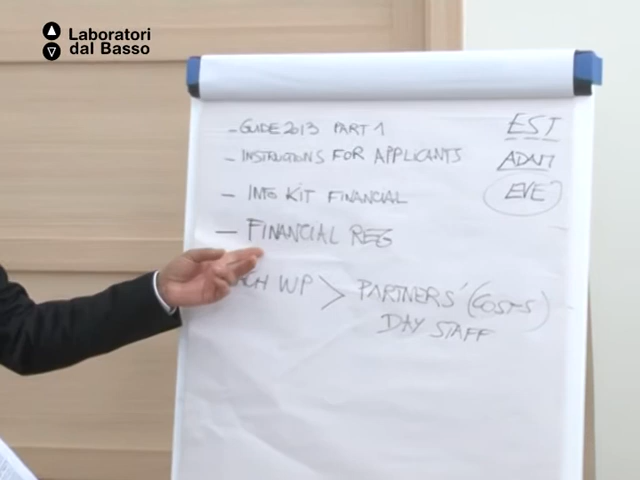 Laboratori
dal Basso
- GUIDE 2013 PART 1
- INSTRUCTIONS FOR APPLICANTS
- INFO KIT FINANCIAL
- FINANCIAL REG
WP > PARTNERS' (COSTS)
DAY STAFF
EST
EVE